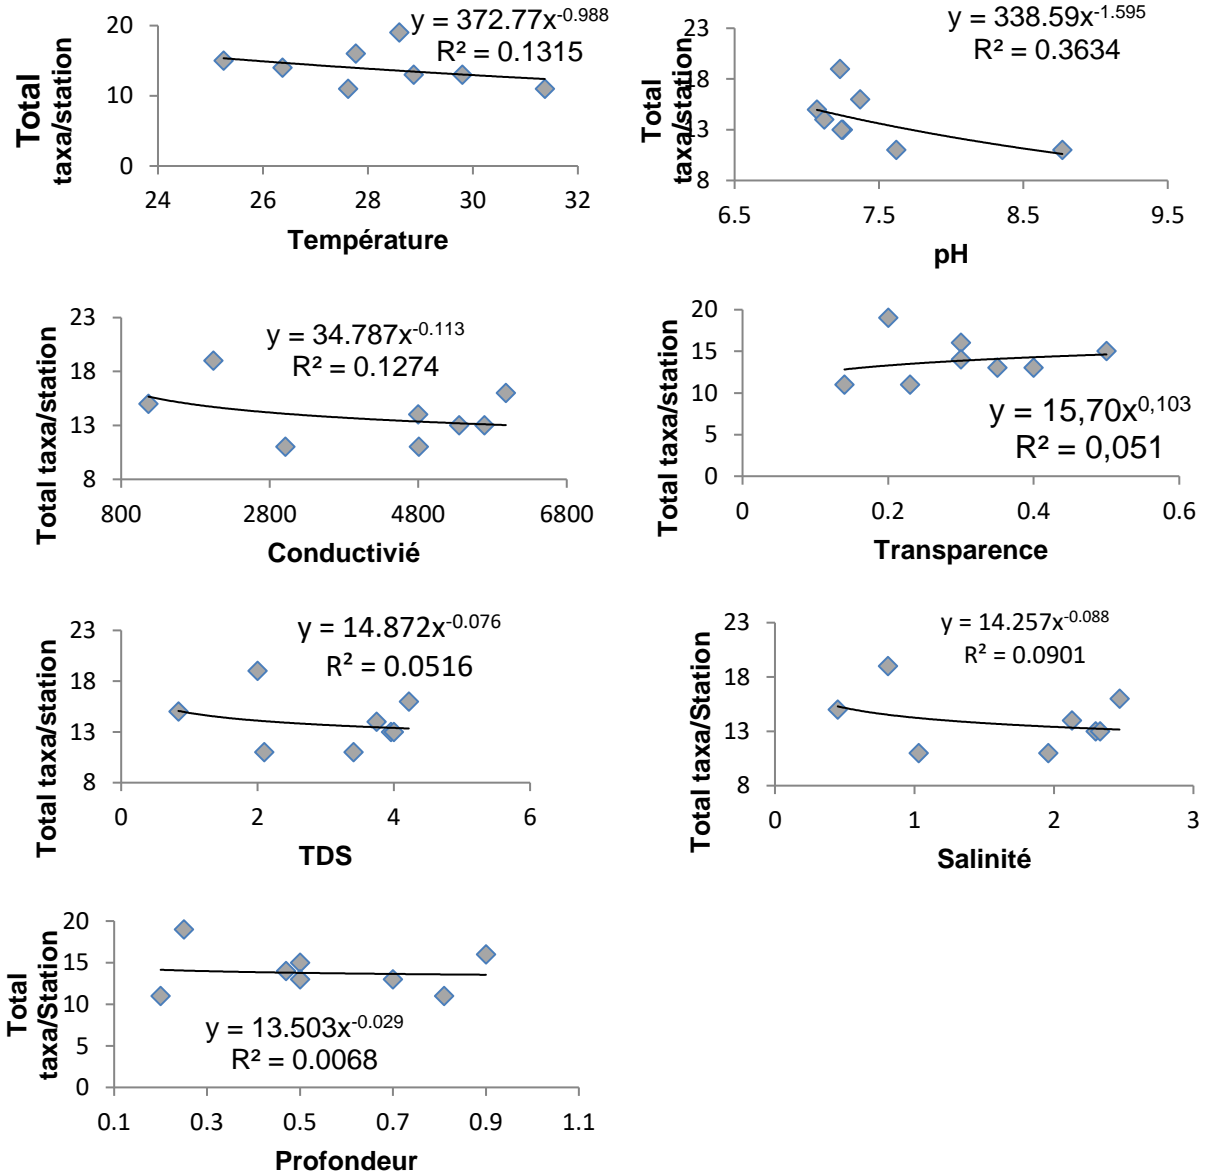 Total
taxa/station
20
10
0
y = 372.77x^-0.988
R² = 0.1315
24 26 28 30 32
Température
Total
taxa/station
23
18
13
8
y = 338.59x^-1.595
R² = 0.3634
6.5 7.5 8.5 9.5
pH
Total taxa/station
23
18
13
8
y = 34.787x^-0.113
R² = 0.1274
800 2800 4800 6800
Conductivié
Total taxa/station
20
15
10
5
0
y = 15,70x^0,103
R² = 0,051
0 0.2 0.4 0.6
Transparence
Total taxa/station
23
18
13
8
y = 14.872x^-0.076
R² = 0.0516
0 2 4 6
TDS
Total taxa/Station
23
18
13
8
y = 14.257x^-0.088
R² = 0.0901
0 1 2 3
Salinité
Total
taxa/Station
20
15
10
5
0
y = 13.503x^-0.029
R² = 0.0068
0.1 0.3 0.5 0.7 0.9 1.1
Profondeur